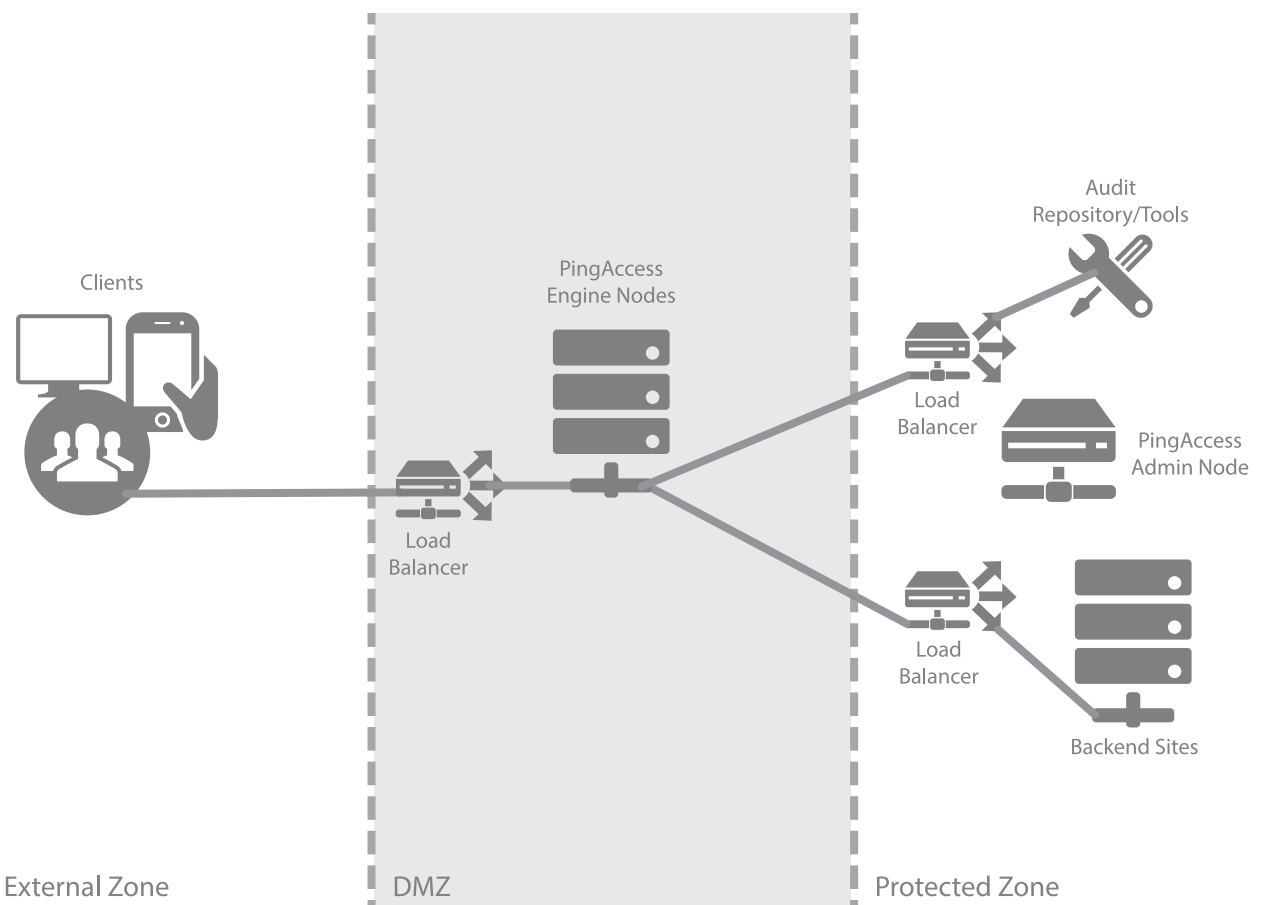 Clients
PingAccess
Engine Nodes
Load
Balancer
Audit
Repository/Tools
Load
Balancer
PingAccess
Admin Node
Load
Balancer
Backend Sites
External Zone
DMZ
Protected Zone